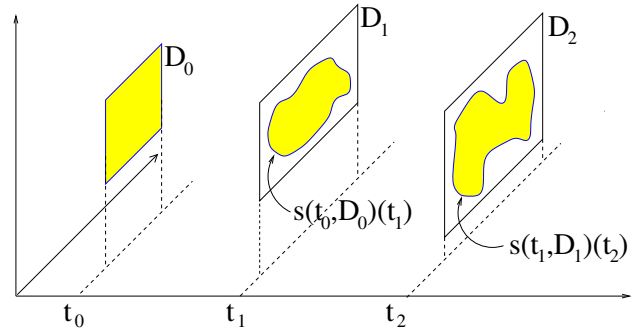 D₀
D₁
D₂
s(t₀,D₀)(t₁)
s(t₁,D₁)(t₂)
t₀
t₁
t₂